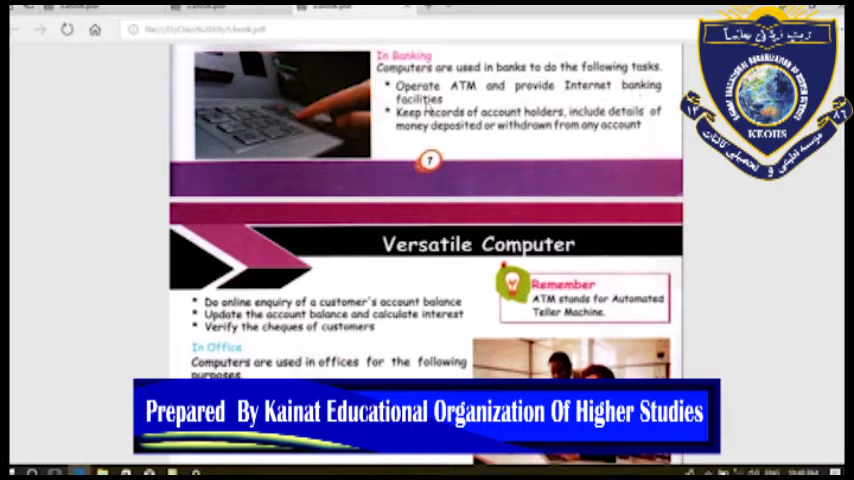 In Banking
Computers are used in banks to do the following tasks.
* Operate ATM and provide Internet banking
facilities
* Keep records of account holders, include details of
money deposited or withdrawn from any account
7
Versatile Computer
* Do online enquiry of a customer's account balance
* Update the account balance and calculate interest
* Verify the cheques of customers
Remember
ATM stands for Automated
Teller Machine.
In Office
Computers are used in offices for the following
purposes.
Prepared By Kainat Educational Organization Of Higher Studies
KEOHS